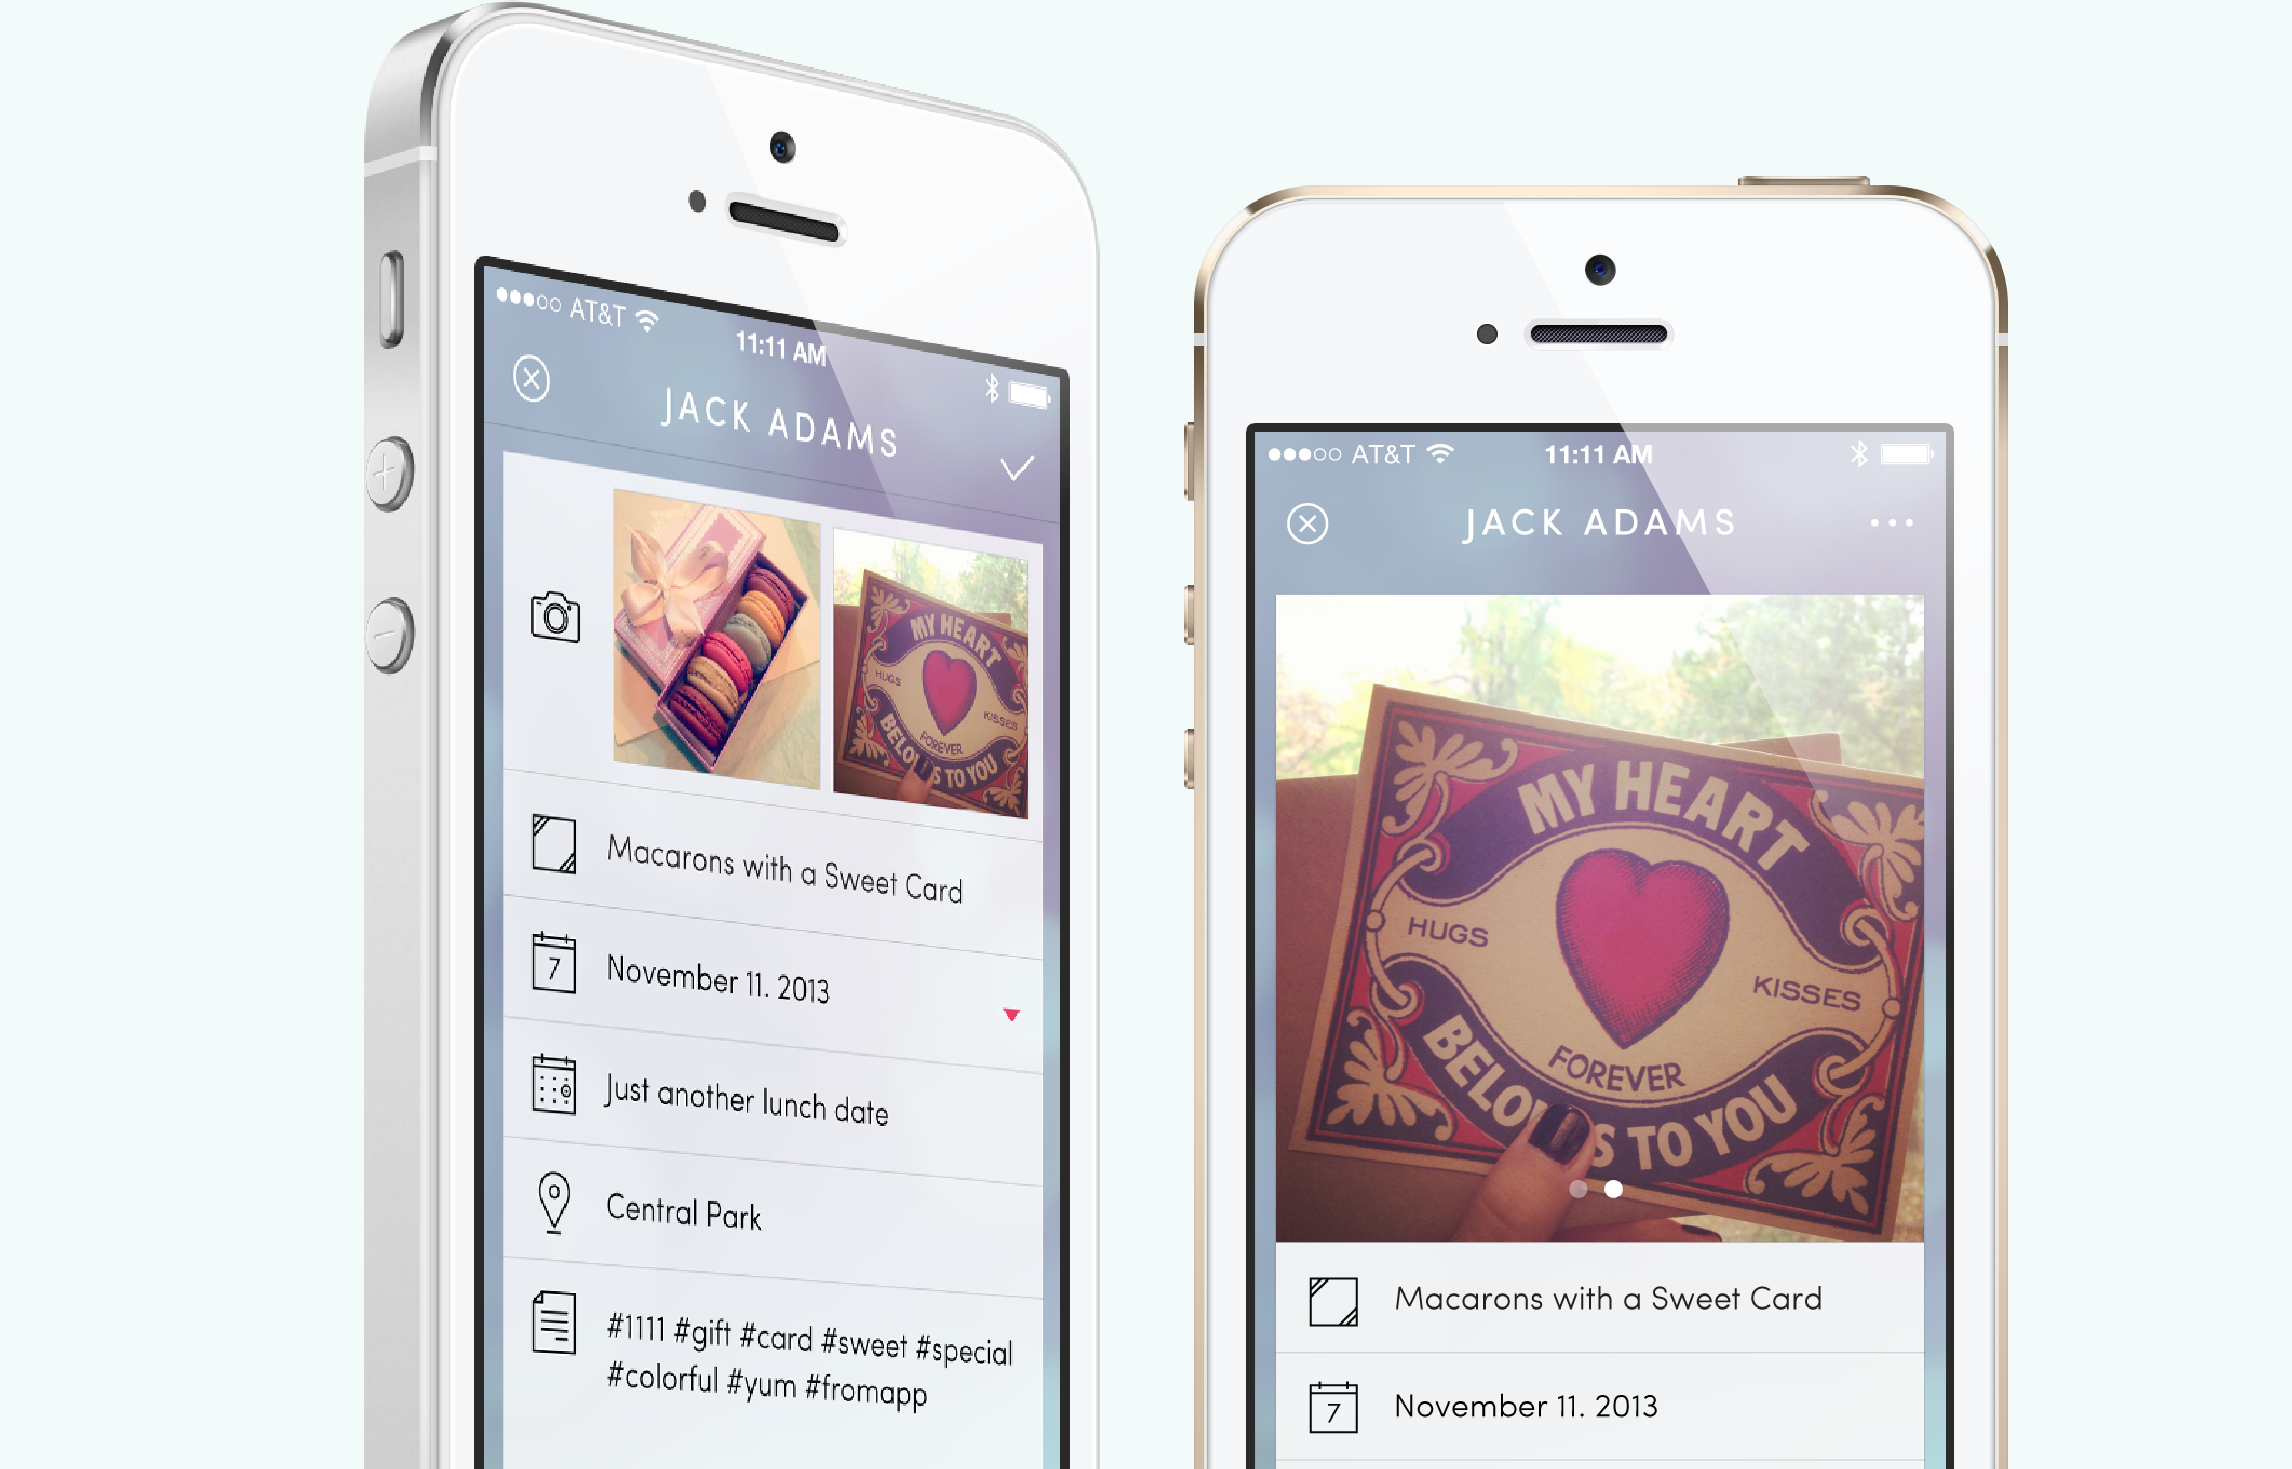 AT&T
11:11 AM
JACK ADAMS
MY HEART
HUGS
KISSES
FOREVER
BELO S TO YOU
Macarons with a Sweet Card
7
November 11. 2013
Just another lunch date
Central Park
#1111 #gift #card #sweet #special
#colorful #yum #fromapp
AT&T
11:11 AM
JACK ADAMS
MY HEART
HUGS
KISSES
FOREVER
BELO S TO YOU
Macarons with a Sweet Card
7
November 11. 2013